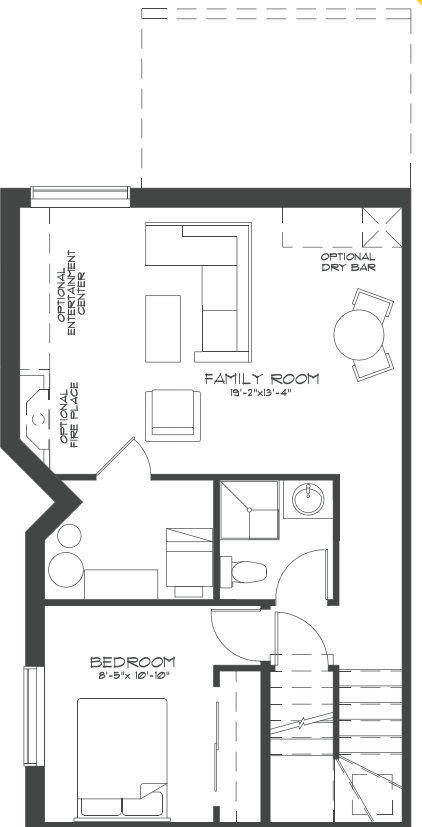 OPTIONAL
DRY BAR
OPTIONAL
ENTERTAINMENT
CENTER
FAMILY ROOM
19'-2"x13'-4"
OPTIONAL
FIRE PLACE
BEDROOM
8'-5"x 10'-10"